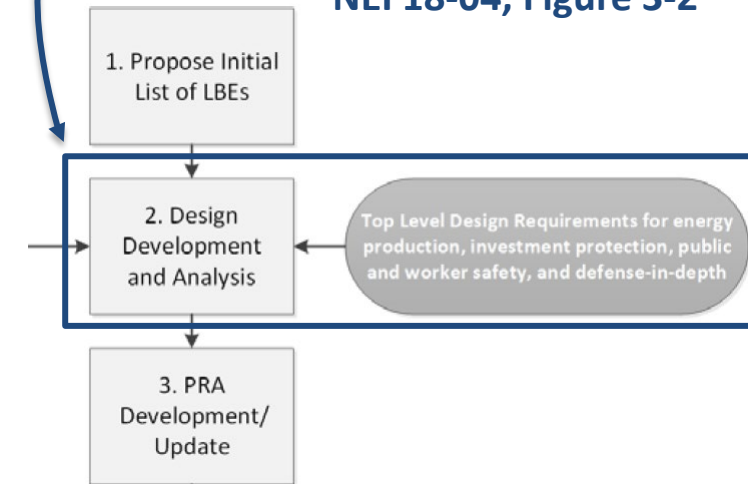 NEI 18-04, Figure 3-2
1. Propose Initial
List of LBEs
2. Design
Development
and Analysis
Top Level Design Requirements for energy
production, investment protection, public
and worker safety, and defense-in-depth
3. PRA
Development/
Update